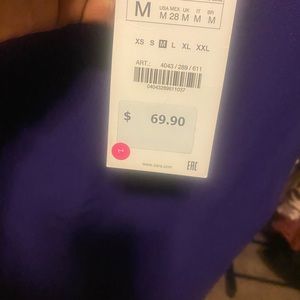 M
USA MEX UK IT BR
M 28 M M M
XS S M L XL XXL
ART.: 4043 / 289 / 611
04043289611037
$ 69.90
www.zara.com
EAC